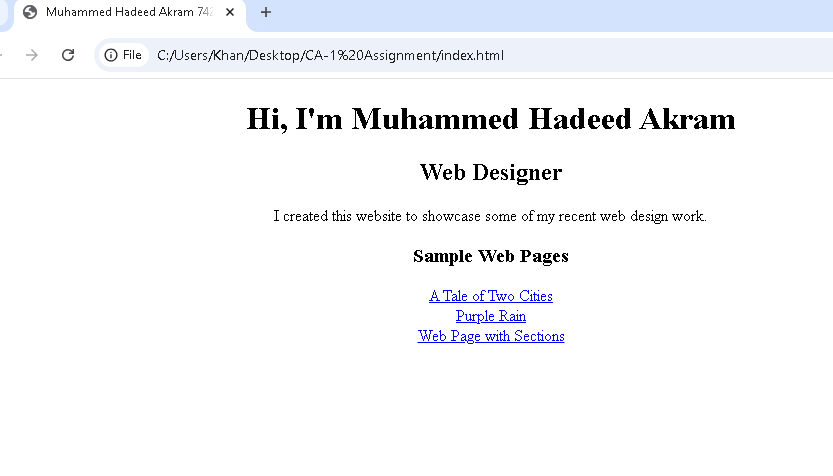 Muhammed Hadeed Akram 742
File C:/Users/Khan/Desktop/CA-1%20Assignment/index.html
Hi, I'm Muhammed Hadeed Akram
Web Designer
I created this website to showcase some of my recent web design work.
Sample Web Pages
A Tale of Two Cities
Purple Rain
Web Page with Sections